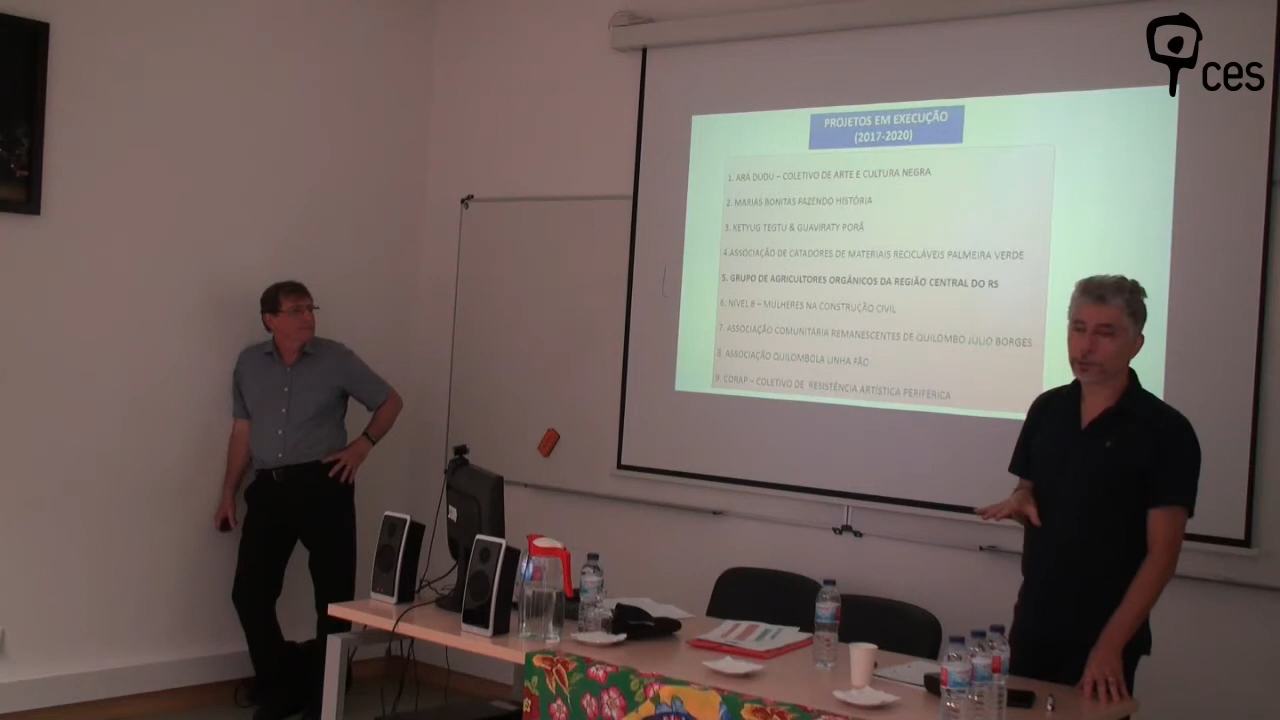 ces
PROJETOS EM EXECUÇÃO
(2017-2020)
1. ARÁ DUDU – COLETIVO DE ARTE E CULTURA NEGRA
2. MARIAS BONITAS FAZENDO HISTÓRIA
3. KETYUG TEGTU & GUAVIRATY PORÃ
4.ASSOCIAÇÃO DE CATADORES DE MATERIAIS RECICLÁVEIS PALMEIRA VERDE
5. GRUPO DE AGRICULTORES ORGÂNICOS DA REGIÃO CENTRAL DO RS
6. NIVEL 8 – MULHERES NA CONSTRUÇÃO CIVIL
7. ASSOCIAÇÃO COMUNITÁRIA REMANESCENTES DE QUILOMBO JÚLIO BORGES
8. ASSOCIAÇÃO QUILOMBOLA LINHA FÃO
9. CORAP – COLETIVO DE RESISTÊNCIA ARTÍSTICA PERIFÉRICA